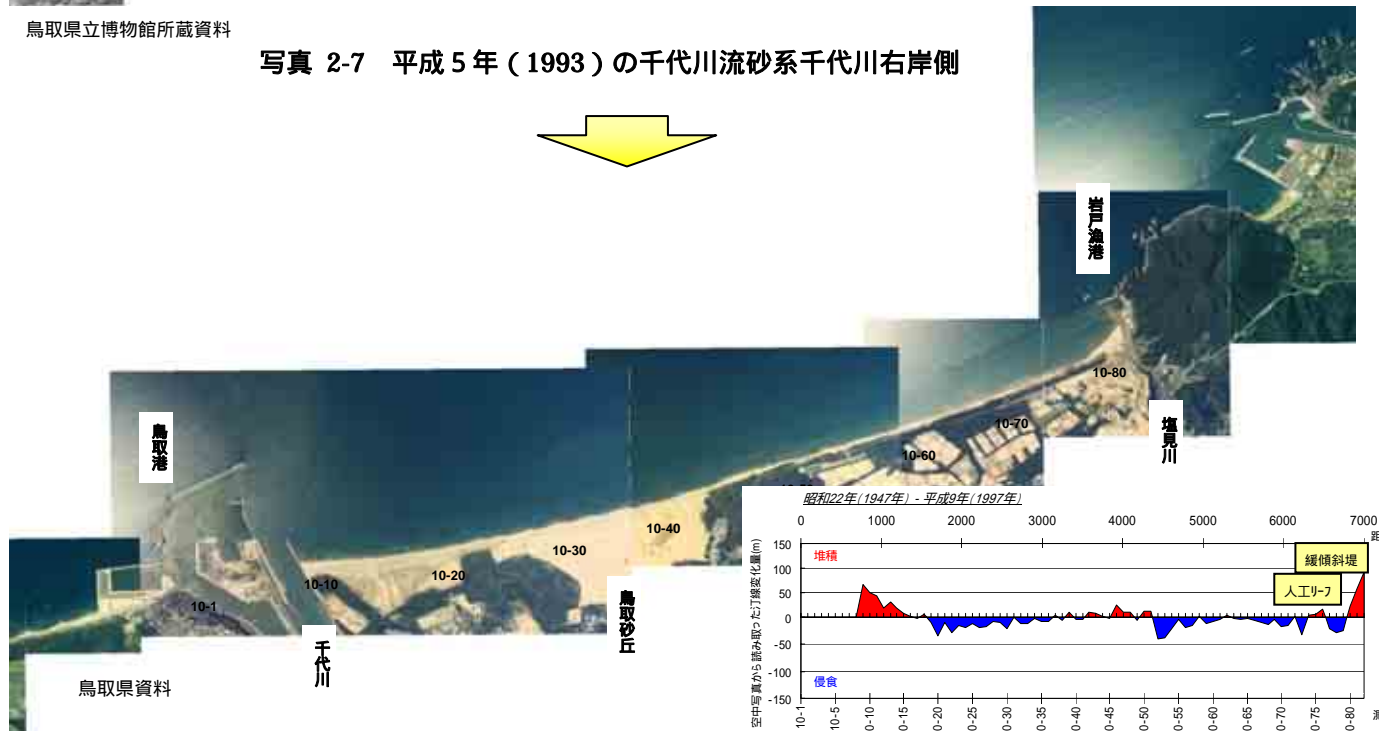 鳥取県立博物館所蔵資料
写真 2-7 平成５年（1993）の千代川流砂系千代川右岸側
岩戸漁港
10-80
塩見川
10-70
鳥取港
10-60
10-40
10-30
10-20
10-10
10-1
鳥取砂丘
千代川
鳥取県資料
昭和22年(1947年) - 平成9年(1997年)
0 1000 2000 3000 4000 5000 6000 7000
距
150
100
50
0
-50
-100
-150
空中写真から読み取った汀線変化量(m)
堆積
侵食
緩傾斜堤
人工リーフ
10-1 10-5 0-10 0-15 0-20 0-25 0-30 0-35 0-40 0-45 0-50 0-55 0-60 0-65 0-70 0-75 0-80